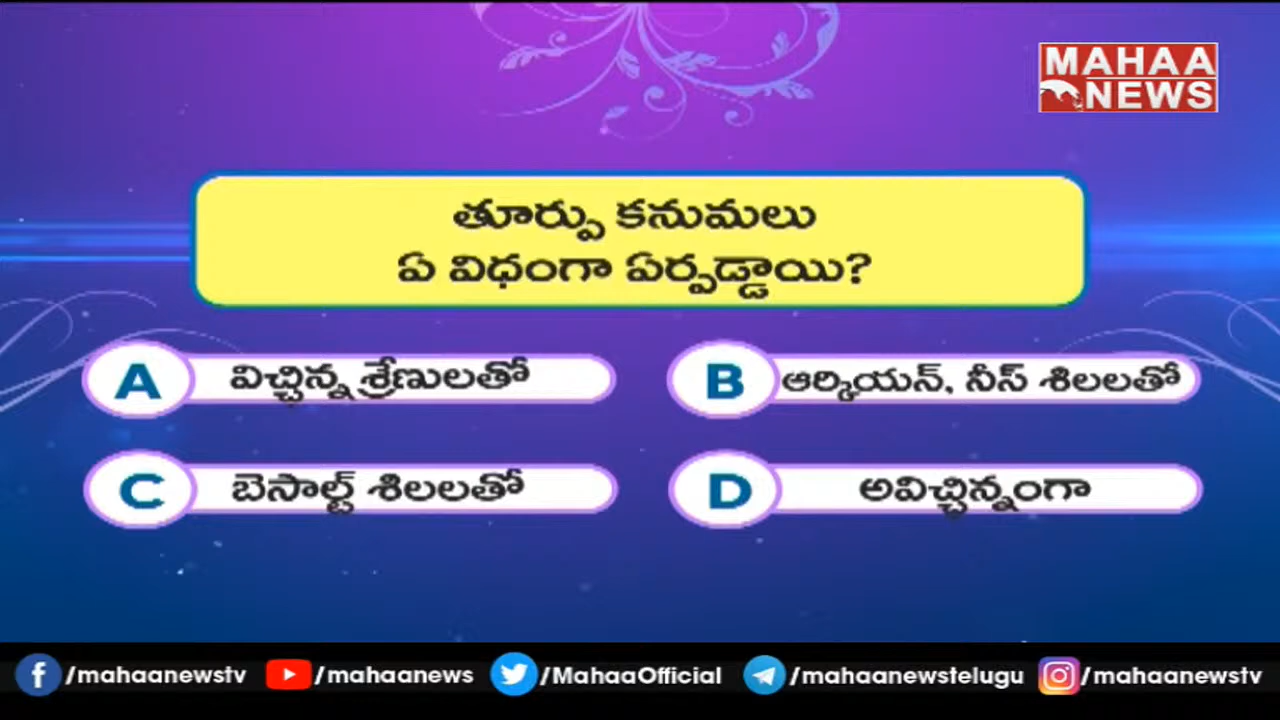 MAHAA
NEWS
తూర్పు కనుమలు
ఏ విధంగా ఏర్పడ్డాయి?
A విచ్ఛిన్న శ్రేణులతో
B ఆర్కియన్, నీస్ శిలలతో
C బెసాల్ట్ శిలలతో
D అవిచ్ఛిన్నంగా
/mahaanewstv /mahaanews /MahaaOfficial /mahaanewstelugu /mahaanewstv